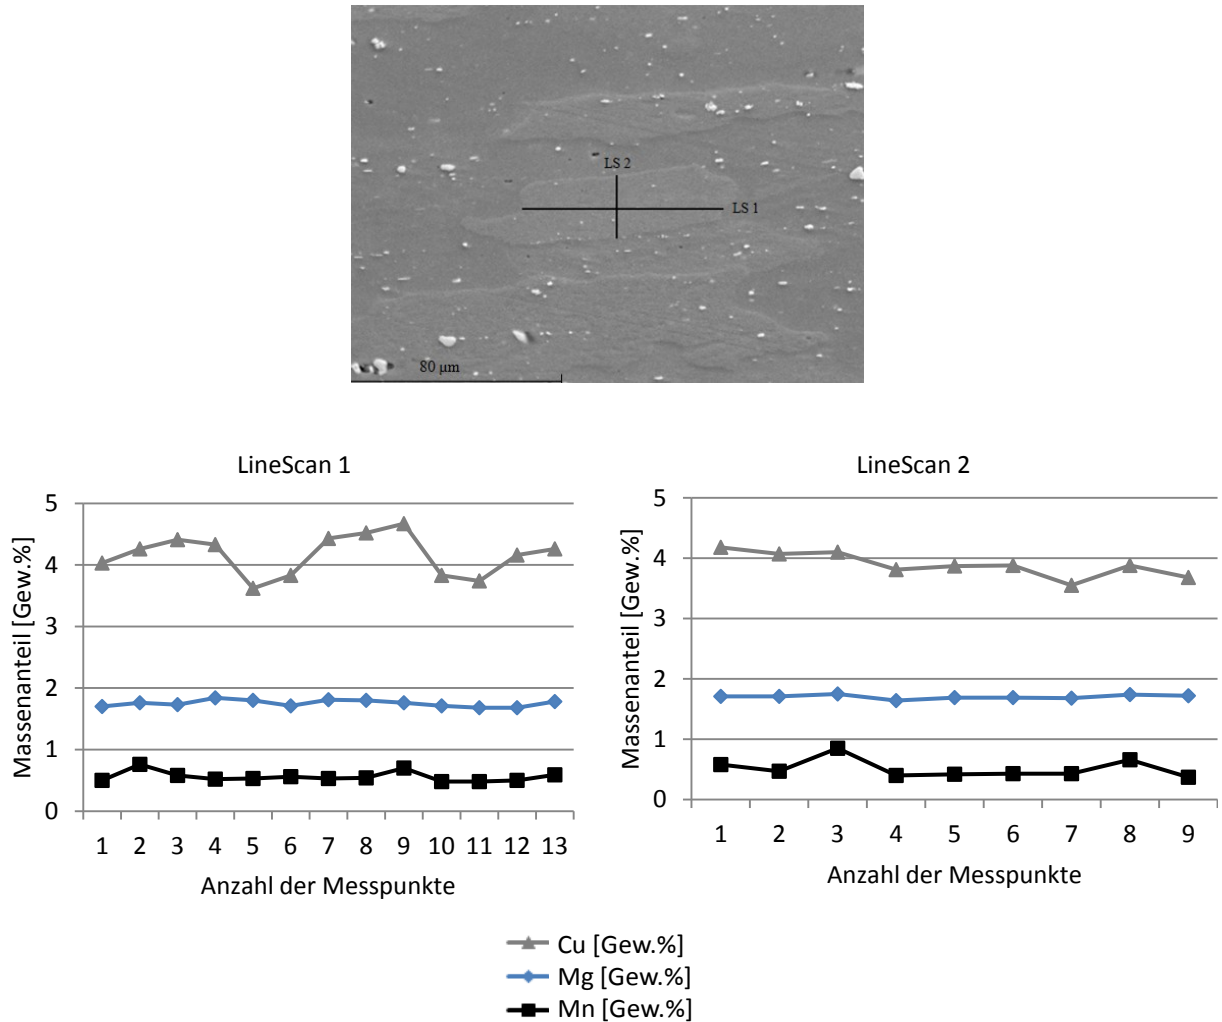 LS 2
LS 1
80 µm
LineScan 1
Massenanteil [Gew.%]
5
4
3
2
1
0
1 2 3 4 5 6 7 8 9 10 11 12 13
Anzahl der Messpunkte
LineScan 2
Massenanteil [Gew.%]
5
4
3
2
1
0
1 2 3 4 5 6 7 8 9
Anzahl der Messpunkte
Cu [Gew.%]
Mg [Gew.%]
Mn [Gew.%]